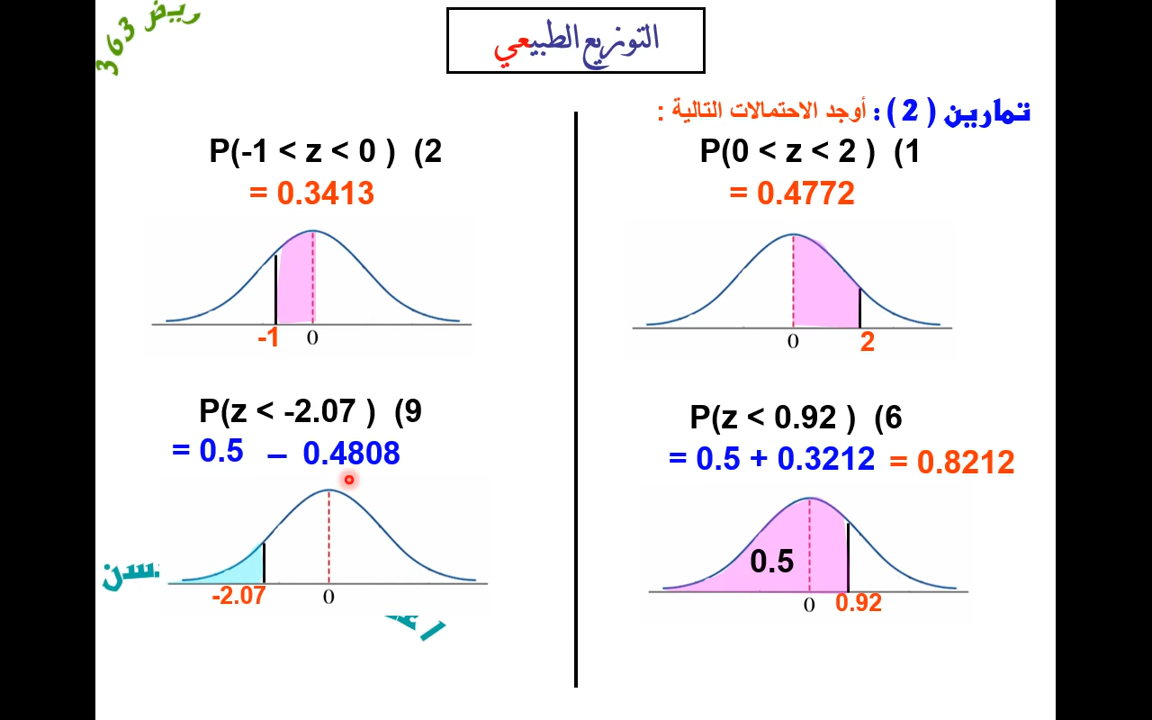 ريض 363
التوزيع الطبيعي
تمارين ( 2 ) : أوجد الاحتمالات التالية :
P(0 < z < 2 ) (1
= 0.4772
0 2
P(-1 < z < 0 ) (2
= 0.3413
-1 0
P(z < 0.92 ) (6
= 0.5 + 0.3212 = 0.8212
0.5
0 0.92
P(z < -2.07 ) (9
= 0.5 – 0.4808
-2.07 0